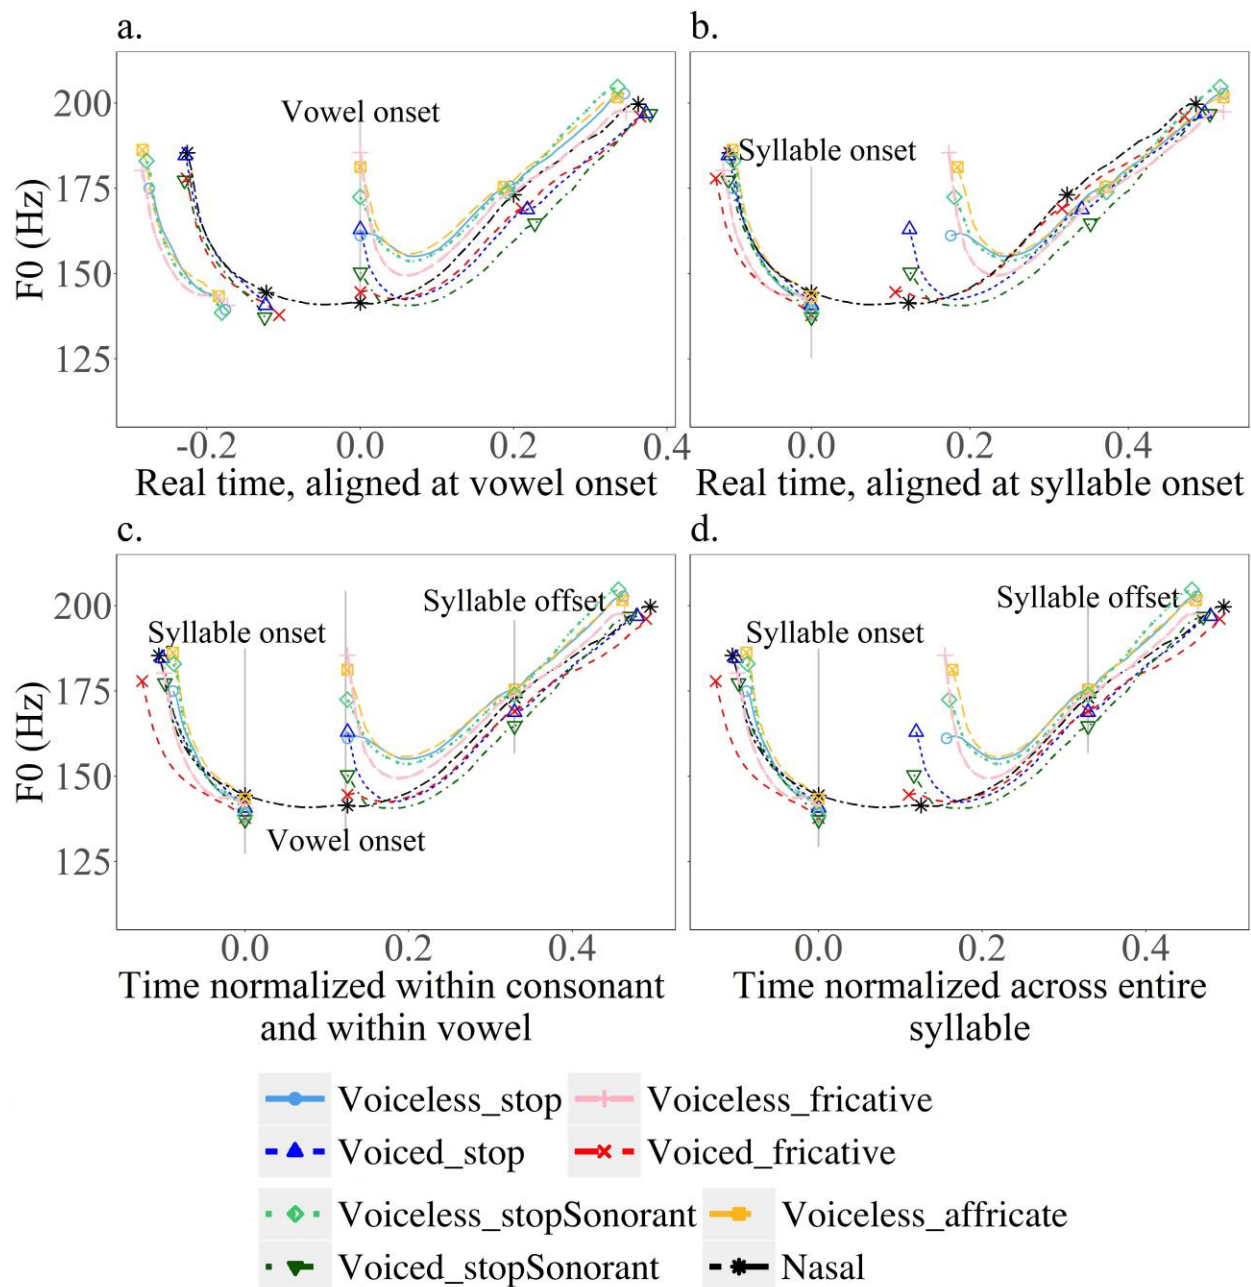 a.
b.
F0 (Hz)
200
175
150
125
Vowel onset
Syllable onset
-0.2
0.0
0.2
0.4
0.0
0.2
0.4
Real time, aligned at vowel onset
Real time, aligned at syllable onset
c.
d.
F0 (Hz)
200
175
150
125
Syllable offset
Syllable onset
Vowel onset
Syllable offset
Syllable onset
0.0
0.2
0.4
0.0
0.2
0.4
Time normalized within consonant
and within vowel
Time normalized across entire
syllable
Voiceless_stop
Voiceless_fricative
Voiced_stop
Voiced_fricative
Voiceless_stopSonorant
Voiceless_affricate
Voiced_stopSonorant
Nasal